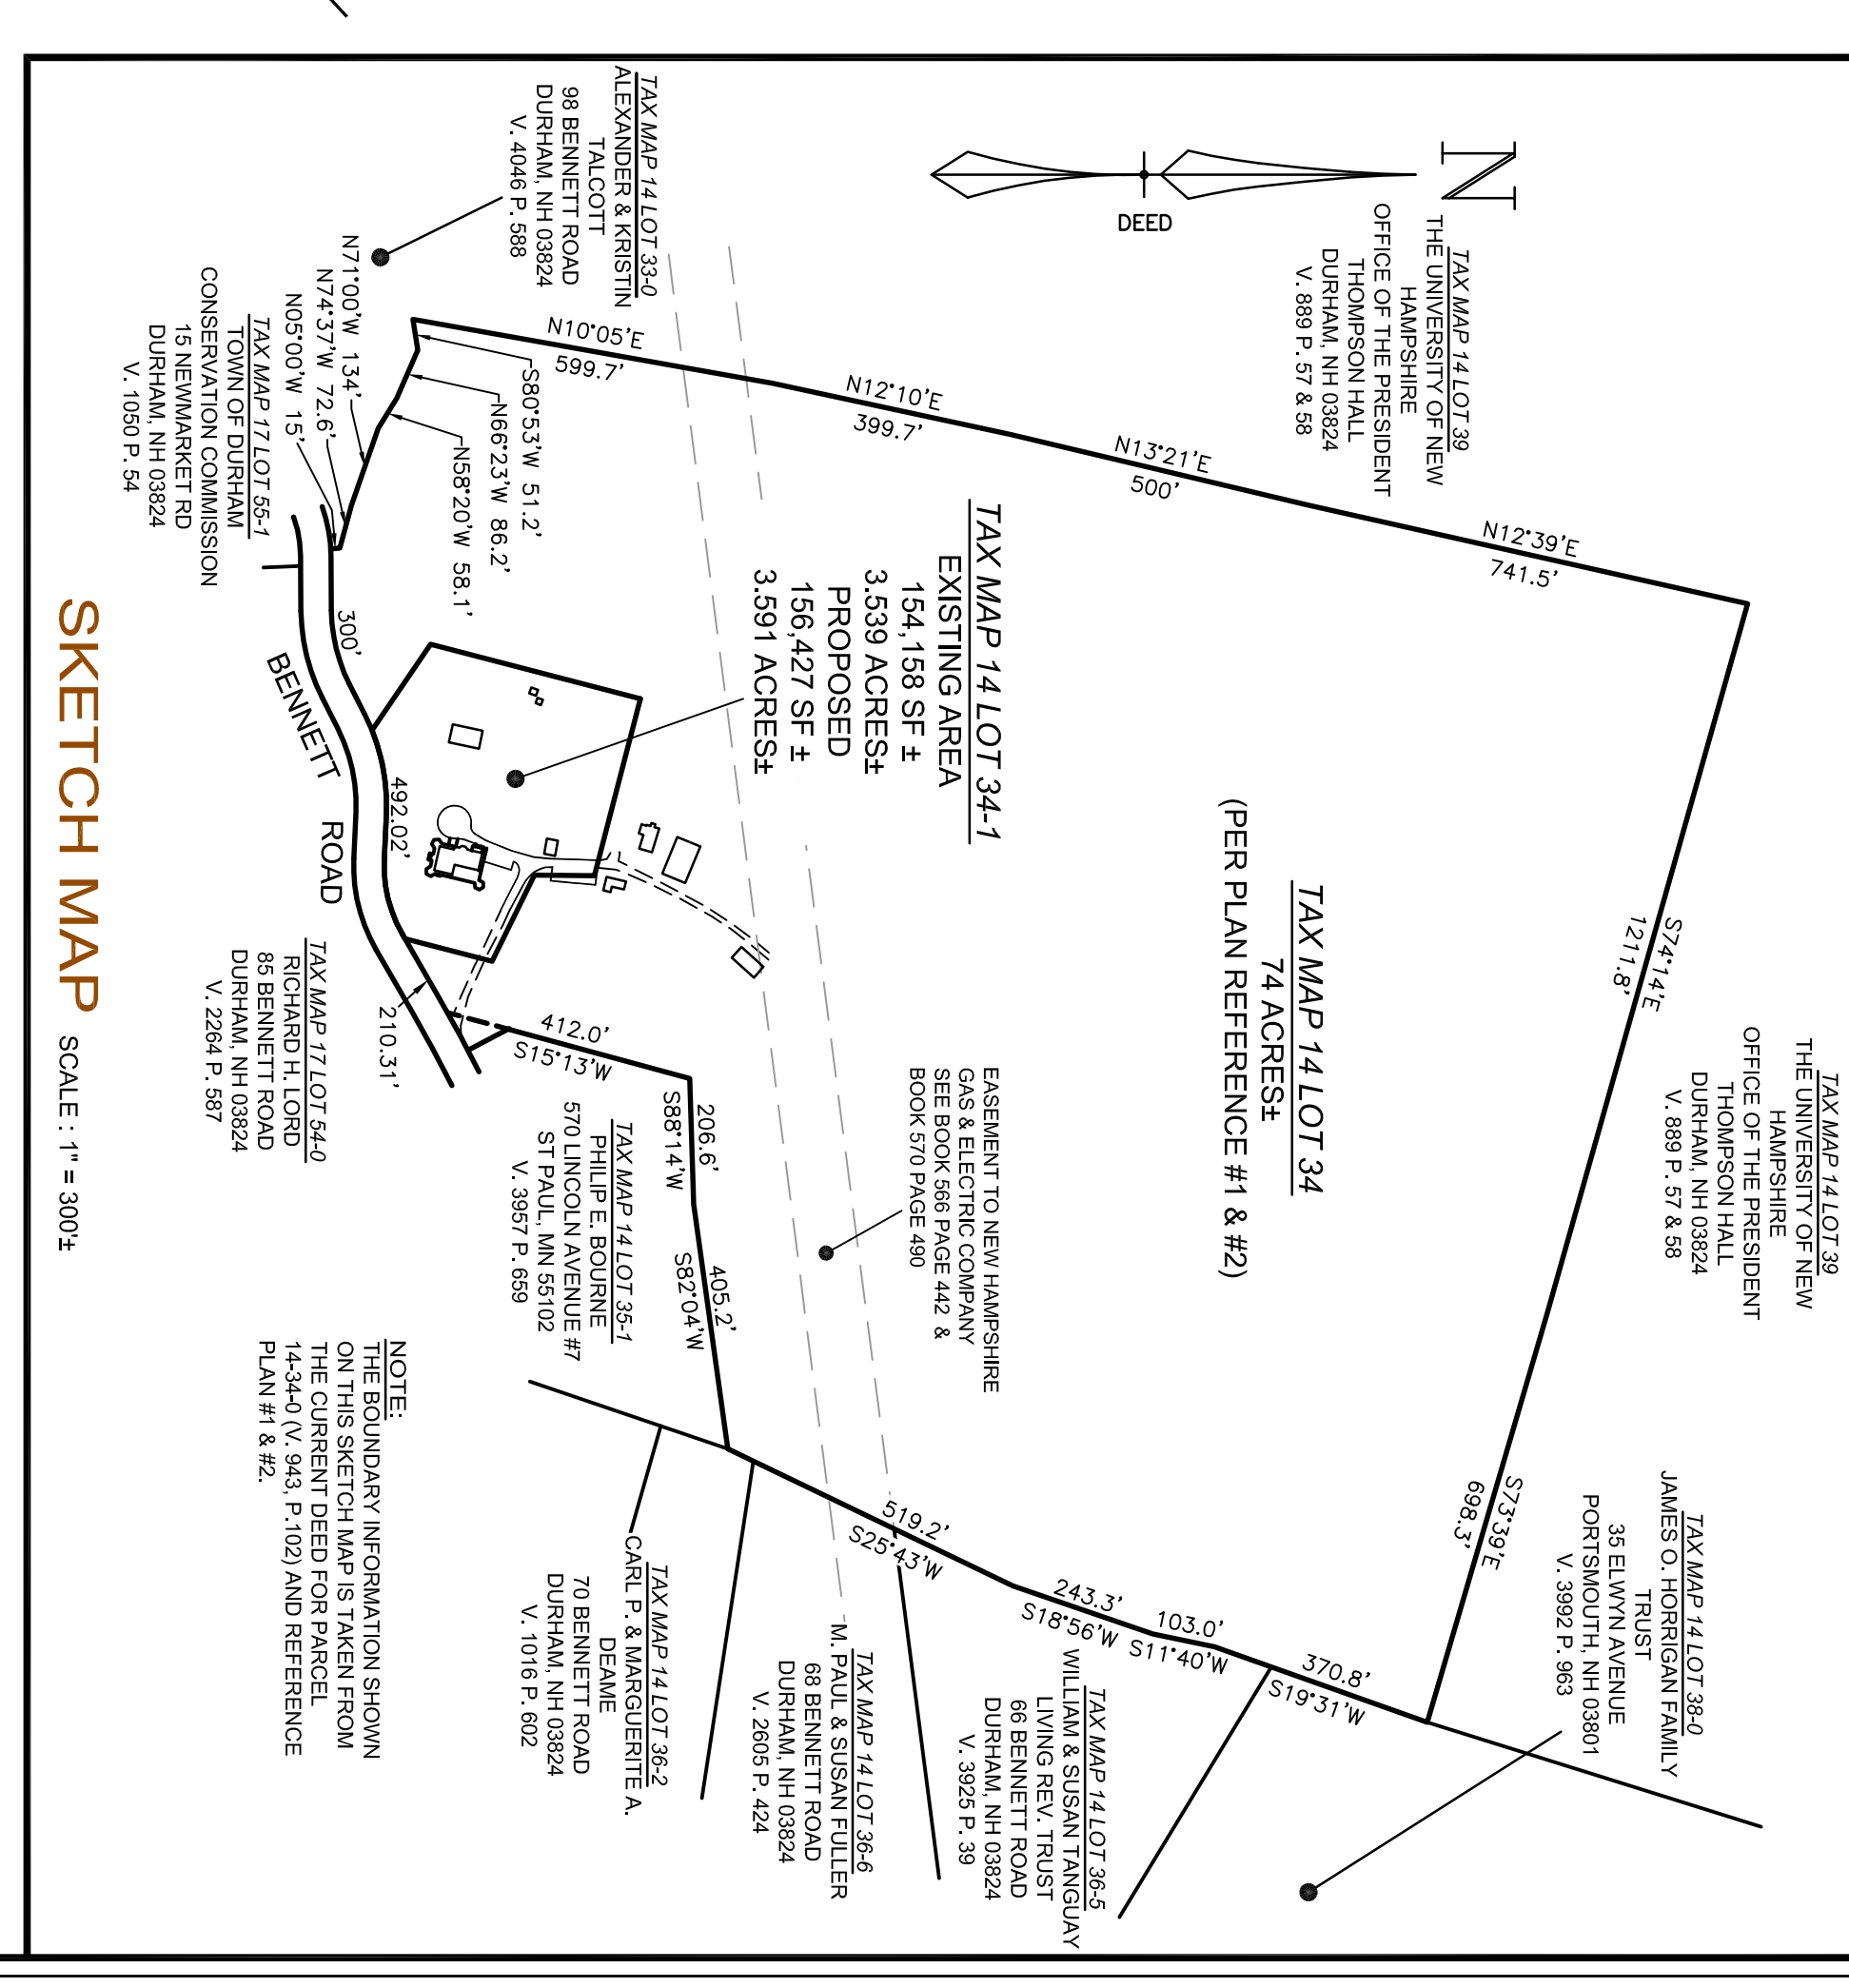 N
DEED
TAX MAP 14 LOT 39
THE UNIVERSITY OF NEW
HAMPSHIRE
OFFICE OF THE PRESIDENT
THOMPSON HALL
DURHAM, NH 03824
V. 889 P. 57 & 58
TAX MAP 14 LOT 39
THE UNIVERSITY OF NEW
HAMPSHIRE
OFFICE OF THE PRESIDENT
THOMPSON HALL
DURHAM, NH 03824
V. 889 P. 57 & 58
TAX MAP 14 LOT 38-0
JAMES O. HORRIGAN FAMILY
TRUST
35 ELWYN AVENUE
PORTSMOUTH, NH 03801
V. 3992 P. 963
N12°39'E
741.5'
S74°14'E
1211.8'
S73°39'E
698.3'
N13°21'E
500'
N12°10'E
399.7'
N10°05'E
599.7'
TAX MAP 14 LOT 34
74 ACRES±
(PER PLAN REFERENCE #1 & #2)
370.8'
S19°31'W
103.0'
S11°40'W
243.3'
S18°56'W
519.2'
S25°43'W
TAX MAP 14 LOT 36-5
WILLIAM & SUSAN TANGUAY
LIVING REV. TRUST
66 BENNETT ROAD
DURHAM, NH 03824
V. 3925 P. 39
TAX MAP 14 LOT 34-1
EXISTING AREA
154,158 SF ±
3.539 ACRES±
PROPOSED
156,427 SF ±
3.591 ACRES±
EASEMENT TO NEW HAMPSHIRE
GAS & ELECTRIC COMPANY
SEE BOOK 566 PAGE 442 &
BOOK 570 PAGE 490
TAX MAP 14 LOT 36-6
M. PAUL & SUSAN FULLER
68 BENNETT ROAD
DURHAM, NH 03824
V. 2605 P. 424
TAX MAP 14 LOT 33-0
ALEXANDER & KRISTIN
TALCOTT
98 BENNETT ROAD
DURHAM, NH 03824
V. 4046 P. 588
S80°53'W 51.2'
N66°23'W 86.2'
N58°20'W 58.1'
N71°00'W 134'
N74°37'W 72.6'
N05°00'W 15'
412.0'
S15°13'W
206.6'
S88°14'W
405.2'
S82°04'W
TAX MAP 14 LOT 35-1
PHILIP E. BOURNE
570 LINCOLN AVENUE #7
ST PAUL, MN 55102
V. 3957 P. 659
TAX MAP 14 LOT 36-2
CARL P. & MARGUERITE A.
DEAME
70 BENNETT ROAD
DURHAM, NH 03824
V. 1016 P. 602
300'
492.02'
210.31'
BENNETT ROAD
TAX MAP 17 LOT 55-1
TOWN OF DURHAM
CONSERVATION COMMISSION
15 NEWMARKET RD
DURHAM, NH 03824
V. 1050 P. 54
TAX MAP 17 LOT 54-0
RICHARD H. LORD
85 BENNETT ROAD
DURHAM, NH 03824
V. 2264 P. 587
NOTE:
THE BOUNDARY INFORMATION SHOWN
ON THIS SKETCH MAP IS TAKEN FROM
THE CURRENT DEED FOR PARCEL
14-34-0 (V. 943, P.102) AND REFERENCE
PLAN #1 & #2.
SKETCH MAP SCALE : 1" = 300'±